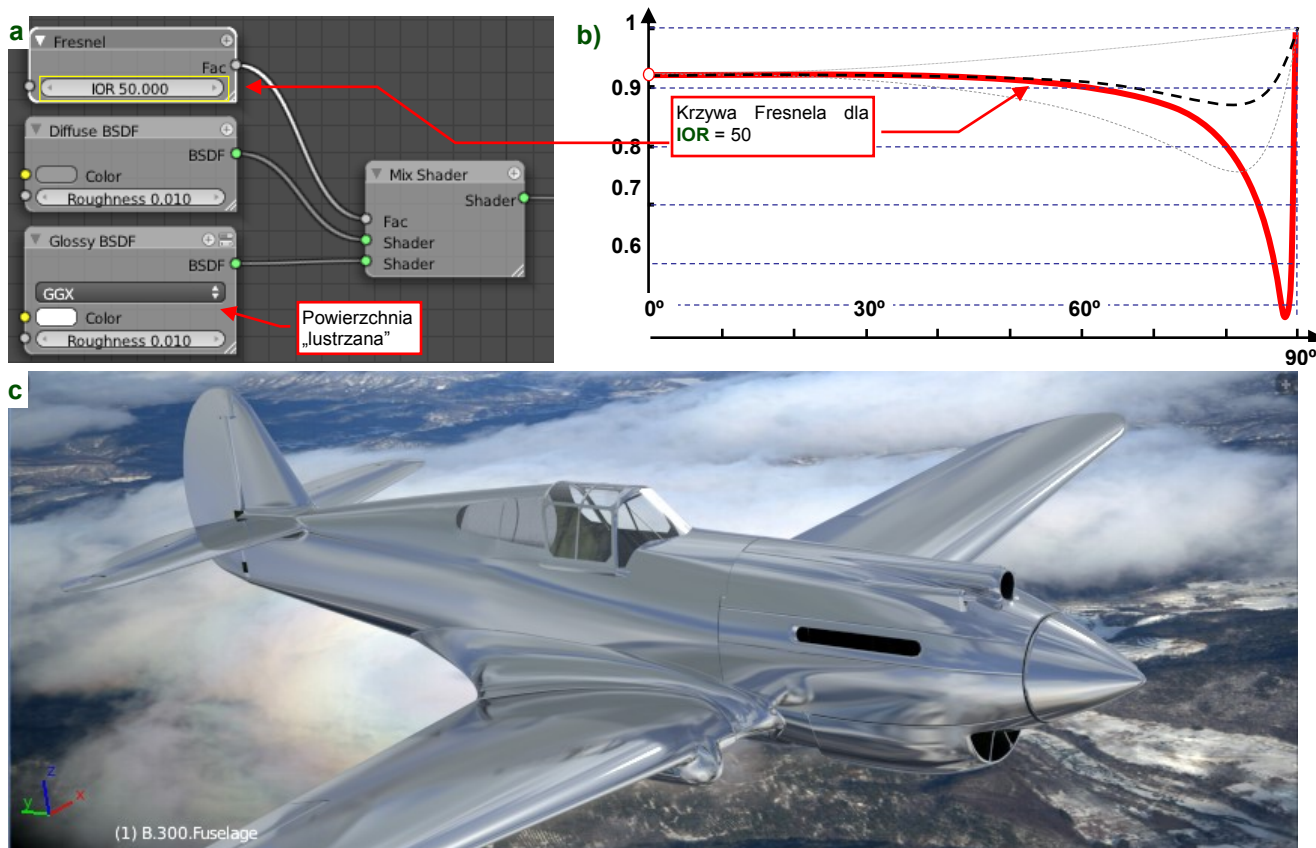 a
Fresnel
Fac
IOR 50.000
Diffuse BSDF
BSDF
Color
Roughness 0.010
Glossy BSDF
BSDF
GGX
Color
Roughness 0.010
Mix Shader
Shader
Fac
Shader
Shader
Powierzchnia
„lustrzana”
b)
1
0.9
0.8
0.7
0.6
0º
30º
60º
90º
Krzywa Fresnela dla
IOR = 50
c
z
y
x
(1) B.300.Fuselage